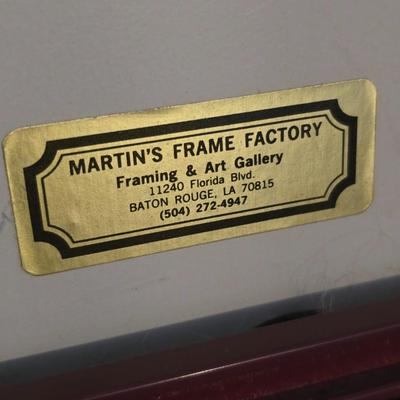 MARTIN'S FRAME FACTORY
Framing & Art Gallery
11240 Florida Blvd.
BATON ROUGE, LA 70815
(504) 272-4947